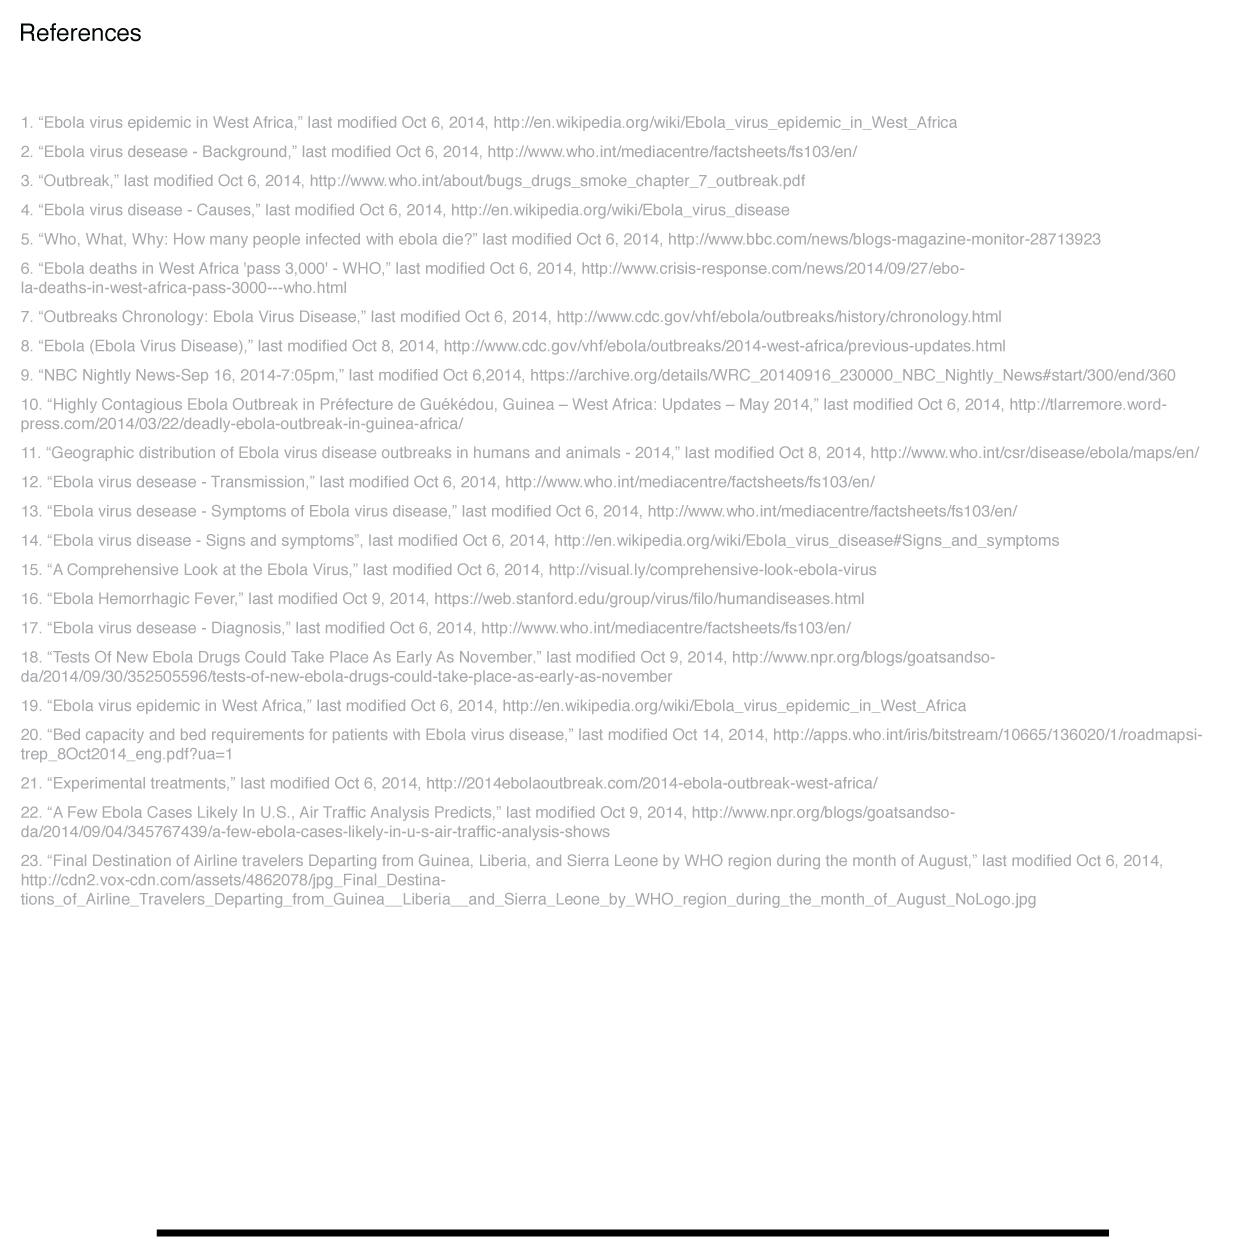 References
1. “Ebola virus epidemic in West Africa,” last modified Oct 6, 2014, http://en.wikipedia.org/wiki/Ebola_virus_epidemic_in_West_Africa
2. “Ebola virus desease - Background,” last modified Oct 6, 2014, http://www.who.int/mediacentre/factsheets/fs103/en/
3. “Outbreak,” last modified Oct 6, 2014, http://www.who.int/about/bugs_drugs_smoke_chapter_7_outbreak.pdf
4. “Ebola virus disease - Causes,” last modified Oct 6, 2014, http://en.wikipedia.org/wiki/Ebola_virus_disease
5. “Who, What, Why: How many people infected with ebola die?” last modified Oct 6, 2014, http://www.bbc.com/news/blogs-magazine-monitor-28713923
6. “Ebola deaths in West Africa 'pass 3,000' - WHO,” last modified Oct 6, 2014, http://www.crisis-response.com/news/2014/09/27/ebo-
la-deaths-in-west-africa-pass-3000---who.html
7. “Outbreaks Chronology: Ebola Virus Disease,” last modified Oct 6, 2014, http://www.cdc.gov/vhf/ebola/outbreaks/history/chronology.html
8. “Ebola (Ebola Virus Disease),” last modified Oct 8, 2014, http://www.cdc.gov/vhf/ebola/outbreaks/2014-west-africa/previous-updates.html
9. “NBC Nightly News-Sep 16, 2014-7:05pm,” last modified Oct 6,2014, https://archive.org/details/WRC_20140916_230000_NBC_Nightly_News#start/300/end/360
10. “Highly Contagious Ebola Outbreak in Préfecture de Guékédou, Guinea – West Africa: Updates – May 2014,” last modified Oct 6, 2014, http://tlarremore.word-
press.com/2014/03/22/deadly-ebola-outbreak-in-guinea-africa/
11. “Geographic distribution of Ebola virus disease outbreaks in humans and animals - 2014,” last modified Oct 8, 2014, http://www.who.int/csr/disease/ebola/maps/en/
12. “Ebola virus desease - Transmission,” last modified Oct 6, 2014, http://www.who.int/mediacentre/factsheets/fs103/en/
13. “Ebola virus desease - Symptoms of Ebola virus disease,” last modified Oct 6, 2014, http://www.who.int/mediacentre/factsheets/fs103/en/
14. “Ebola virus disease - Signs and symptoms”, last modified Oct 6, 2014, http://en.wikipedia.org/wiki/Ebola_virus_disease#Signs_and_symptoms
15. “A Comprehensive Look at the Ebola Virus,” last modified Oct 6, 2014, http://visual.ly/comprehensive-look-ebola-virus
16. “Ebola Hemorrhagic Fever,” last modified Oct 9, 2014, https://web.stanford.edu/group/virus/filo/humandiseases.html
17. “Ebola virus desease - Diagnosis,” last modified Oct 6, 2014, http://www.who.int/mediacentre/factsheets/fs103/en/
18. “Tests Of New Ebola Drugs Could Take Place As Early As November,” last modified Oct 9, 2014, http://www.npr.org/blogs/goatsandso-
da/2014/09/30/352505596/tests-of-new-ebola-drugs-could-take-place-as-early-as-november
19. “Ebola virus epidemic in West Africa,” last modified Oct 6, 2014, http://en.wikipedia.org/wiki/Ebola_virus_epidemic_in_West_Africa
20. “Bed capacity and bed requirements for patients with Ebola virus disease,” last modified Oct 14, 2014, http://apps.who.int/iris/bitstream/10665/136020/1/roadmapsi-
trep_8Oct2014_eng.pdf?ua=1
21. “Experimental treatments,” last modified Oct 6, 2014, http://2014ebolaoutbreak.com/2014-ebola-outbreak-west-africa/
22. “A Few Ebola Cases Likely In U.S., Air Traffic Analysis Predicts,” last modified Oct 9, 2014, http://www.npr.org/blogs/goatsandso-
da/2014/09/04/345767439/a-few-ebola-cases-likely-in-u-s-air-traffic-analysis-shows
23. “Final Destination of Airline travelers Departing from Guinea, Liberia, and Sierra Leone by WHO region during the month of August,” last modified Oct 6, 2014,
http://cdn2.vox-cdn.com/assets/4862078/jpg_Final_Destina-
tions_of_Airline_Travelers_Departing_from_Guinea__Liberia__and_Sierra_Leone_by_WHO_region_during_the_month_of_August_NoLogo.jpg